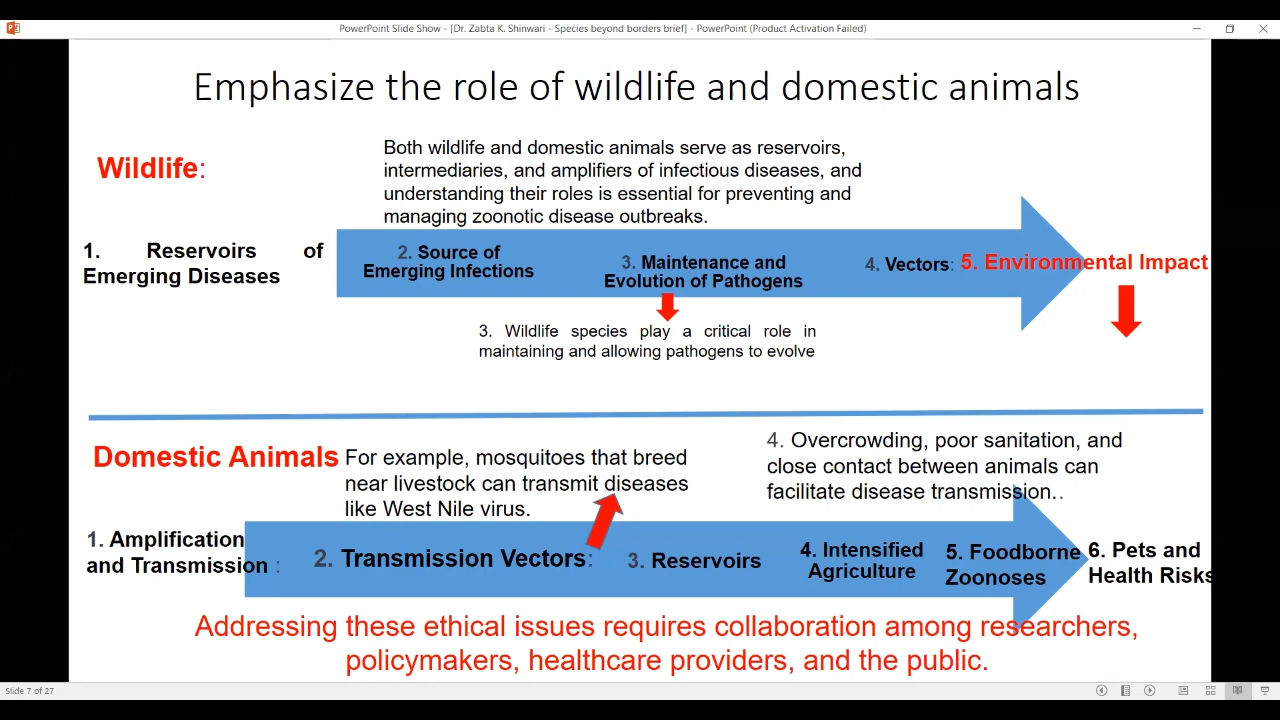 PowerPoint Slide Show - [Dr. Zabta K. Shinwari - Species beyond borders brief] - PowerPoint (Product Activation Failed)
Emphasize the role of wildlife and domestic animals
Wildlife:
Both wildlife and domestic animals serve as reservoirs,
intermediaries, and amplifiers of infectious diseases, and
understanding their roles is essential for preventing and
managing zoonotic disease outbreaks.
1. Reservoirs of
Emerging Diseases
2. Source of
Emerging Infections
3. Maintenance and
Evolution of Pathogens
4. Vectors:
5. Environmental Impact
3. Wildlife species play a critical role in
maintaining and allowing pathogens to evolve
Domestic Animals
For example, mosquitoes that breed
near livestock can transmit diseases
like West Nile virus.
4. Overcrowding, poor sanitation, and
close contact between animals can
facilitate disease transmission..
1. Amplification
and Transmission :
2. Transmission Vectors:
3. Reservoirs
4. Intensified
Agriculture
5. Foodborne
Zoonoses
6. Pets and
Health Risks
Addressing these ethical issues requires collaboration among researchers,
policymakers, healthcare providers, and the public.
Slide 7 of 27